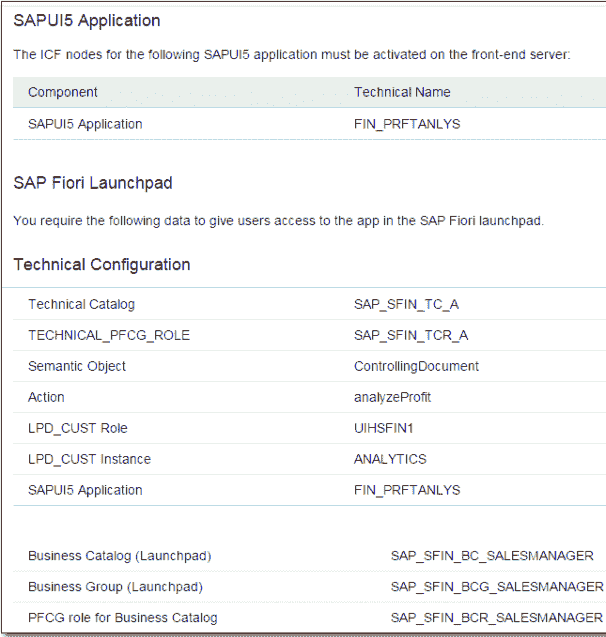 SAPUI5 Application
The ICF nodes for the following SAPUI5 application must be activated on the front-end server:
Component Technical Name
SAPUI5 Application FIN_PRFTANLYS
SAP Fiori Launchpad
You require the following data to give users access to the app in the SAP Fiori launchpad.
Technical Configuration
Technical Catalog SAP_SFIN_TC_A
TECHNICAL_PFCG_ROLE SAP_SFIN_TCR_A
Semantic Object ControllingDocument
Action analyzeProfit
LPD_CUST Role UIHSFIN1
LPD_CUST Instance ANALYTICS
SAPUI5 Application FIN_PRFTANLYS
Business Catalog (Launchpad) SAP_SFIN_BC_SALESMANAGER
Business Group (Launchpad) SAP_SFIN_BCG_SALESMANAGER
PFCG role for Business Catalog SAP_SFIN_BCR_SALESMANAGER